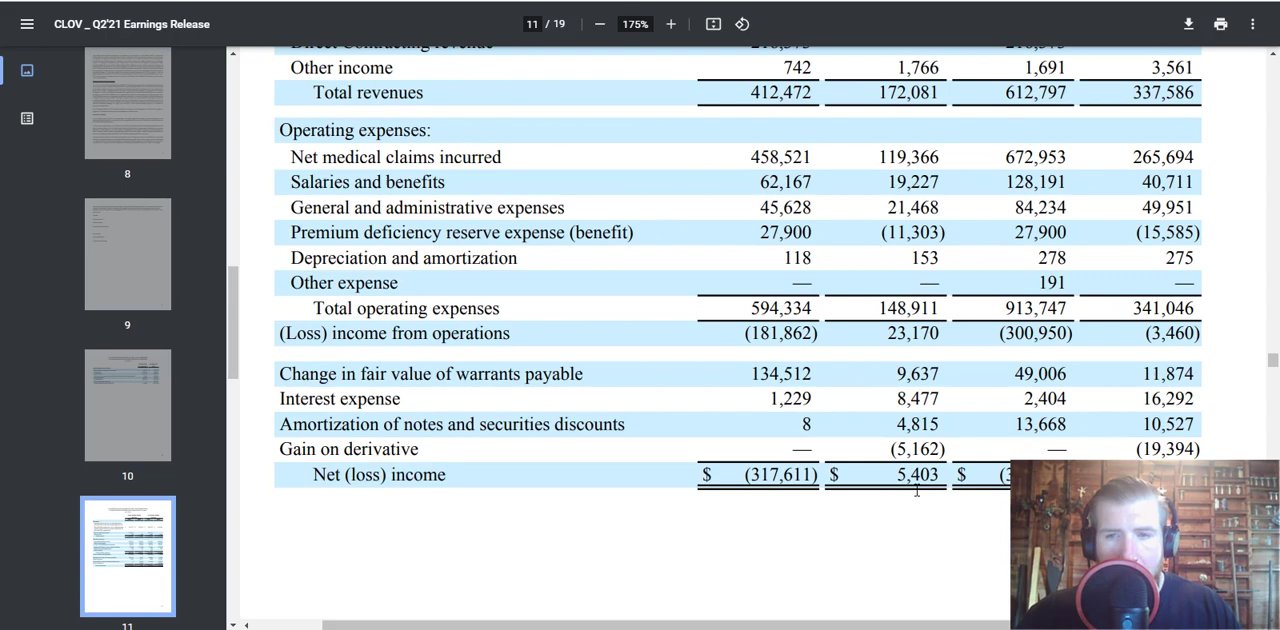 CLOV _ Q2'21 Earnings Release
11 / 19
175%
Other income 742 1,766 1,691 3,561
Total revenues 412,472 172,081 612,797 337,586
Operating expenses:
Net medical claims incurred 458,521 119,366 672,953 265,694
Salaries and benefits 62,167 19,227 128,191 40,711
General and administrative expenses 45,628 21,468 84,234 49,951
Premium deficiency reserve expense (benefit) 27,900 (11,303) 27,900 (15,585)
Depreciation and amortization 118 153 278 275
Other expense — — 191 —
Total operating expenses 594,334 148,911 913,747 341,046
(Loss) income from operations (181,862) 23,170 (300,950) (3,460)
Change in fair value of warrants payable 134,512 9,637 49,006 11,874
Interest expense 1,229 8,477 2,404 16,292
Amortization of notes and securities discounts 8 4,815 13,668 10,527
Gain on derivative — (5,162) — (19,394)
Net (loss) income $ (317,611) $ 5,403 $
8
9
10
11